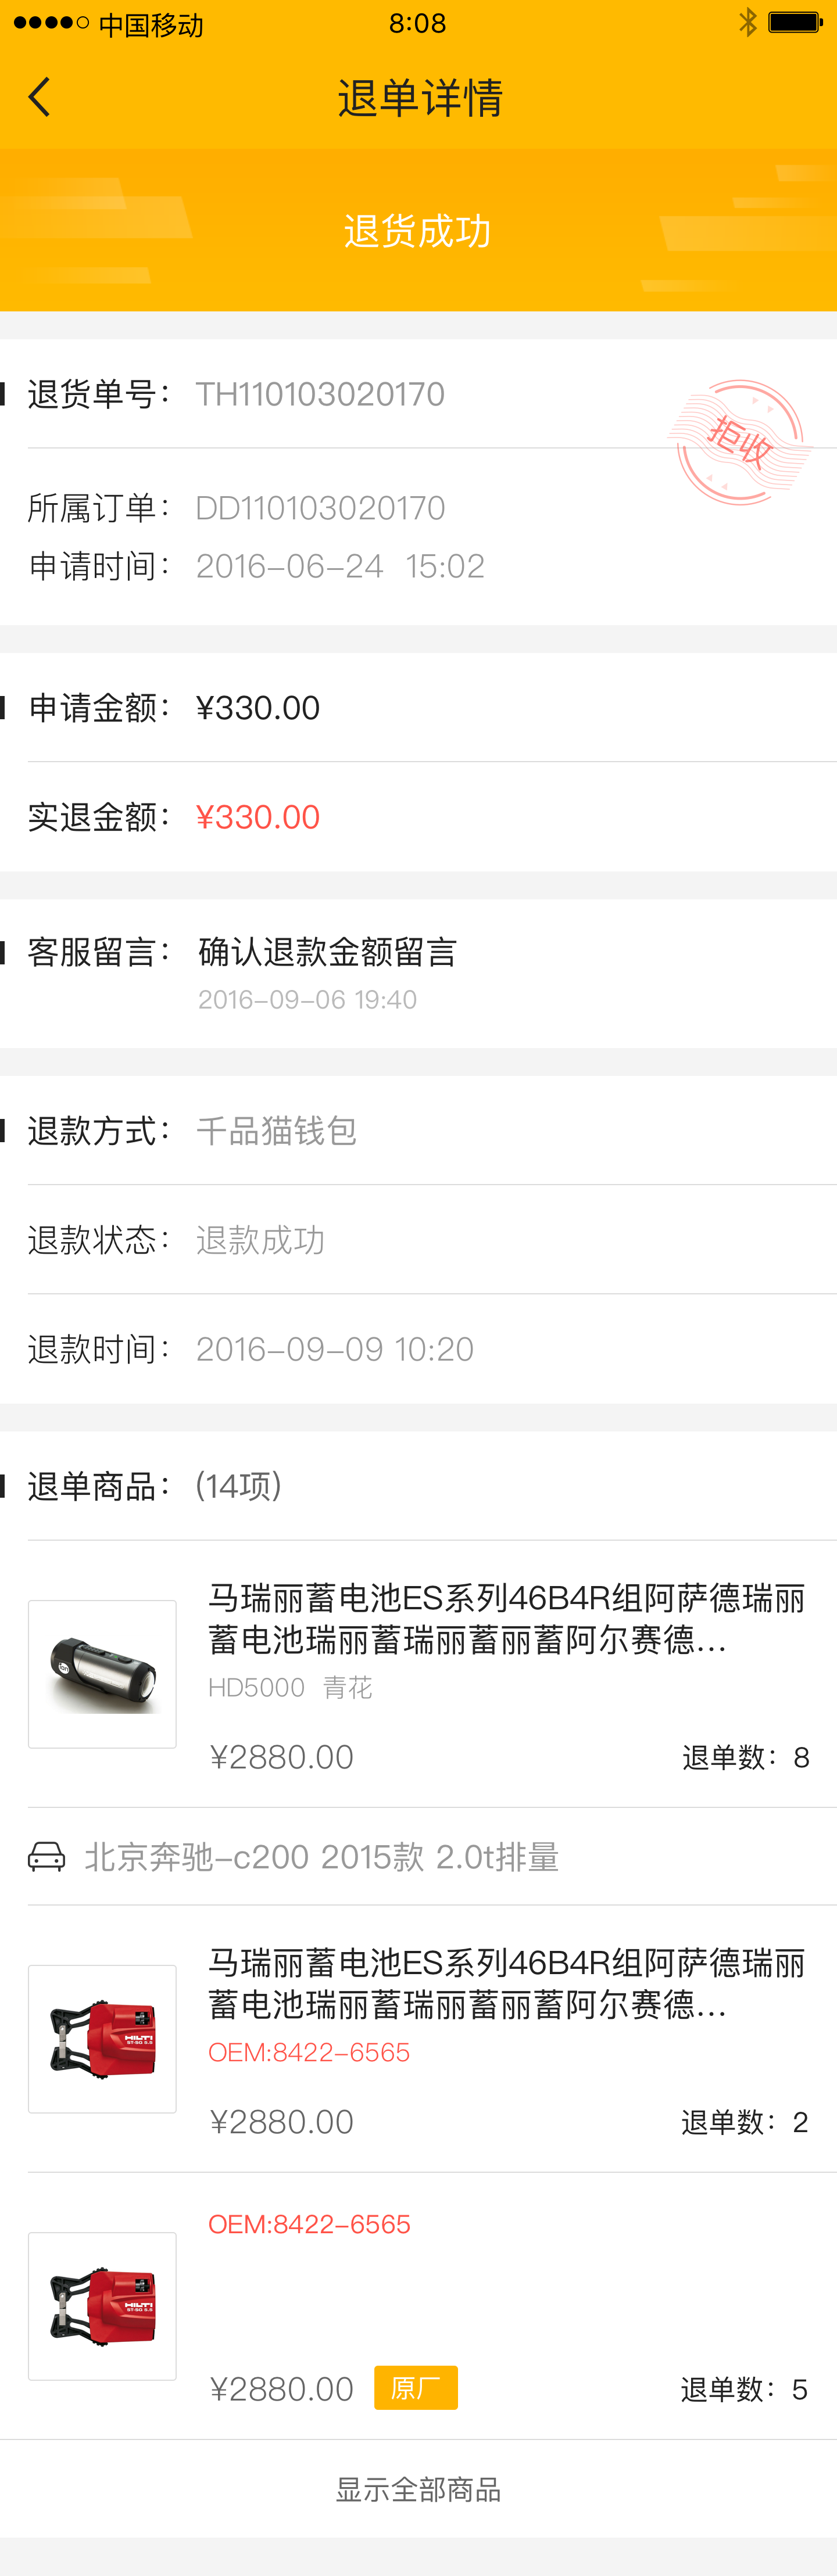 中国移动 8:08
退单详情
退货成功
退货单号： TH110103020170
拒收
所属订单： DD110103020170
申请时间： 2016-06-24 15:02
申请金额： ¥330.00
实退金额： ¥330.00
客服留言： 确认退款金额留言
2016-09-06 19:40
退款方式： 千品猫钱包
退款状态： 退款成功
退款时间： 2016-09-09 10:20
退单商品： (14项)
马瑞丽蓄电池ES系列46B4R组阿萨德瑞丽
蓄电池瑞丽蓄瑞丽蓄丽蓄阿尔赛德...
ion
HD5000 青花
¥2880.00 退单数： 8
北京奔驰-c200 2015款 2.0t排量
马瑞丽蓄电池ES系列46B4R组阿萨德瑞丽
蓄电池瑞丽蓄瑞丽蓄丽蓄阿尔赛德...
HILTI
OEM:8422-6565
¥2880.00 退单数： 2
OEM:8422-6565
HILTI
¥2880.00 原厂 退单数： 5
显示全部商品